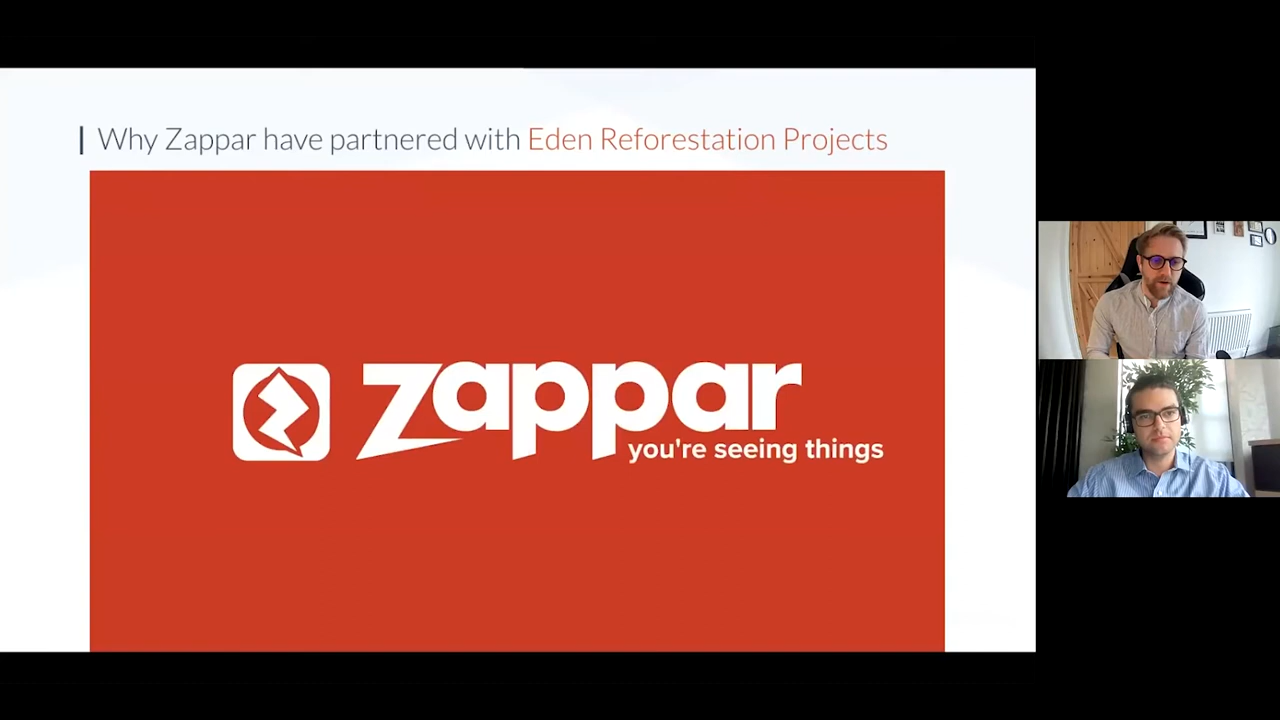 Why Zappar have partnered with Eden Reforestation Projects
zappar
you're seeing things